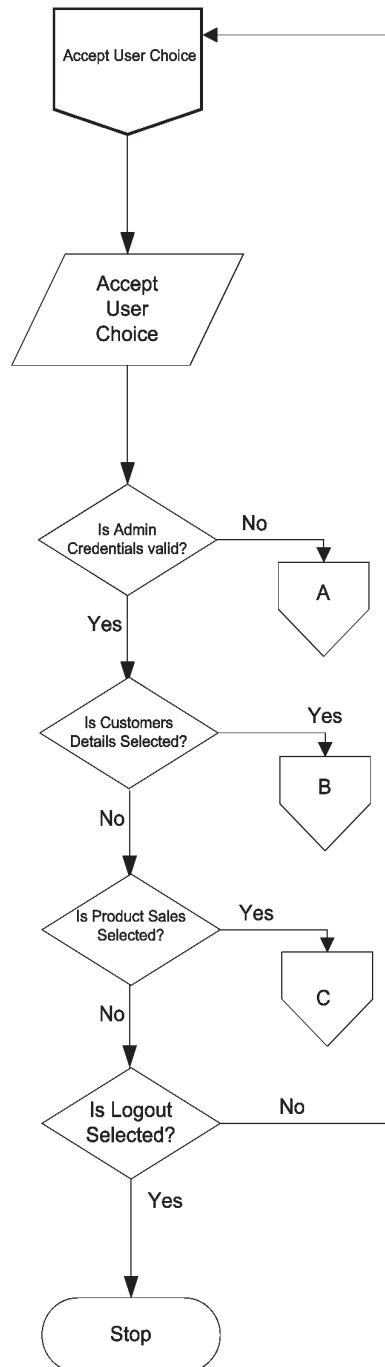 Accept User Choice
Accept
User
Choice
Is Admin
Credentials valid?
No
A
Yes
Is Customers
Details Selected?
Yes
B
No
Is Product Sales
Selected?
Yes
C
No
Is Logout
Selected?
No
Yes
Stop